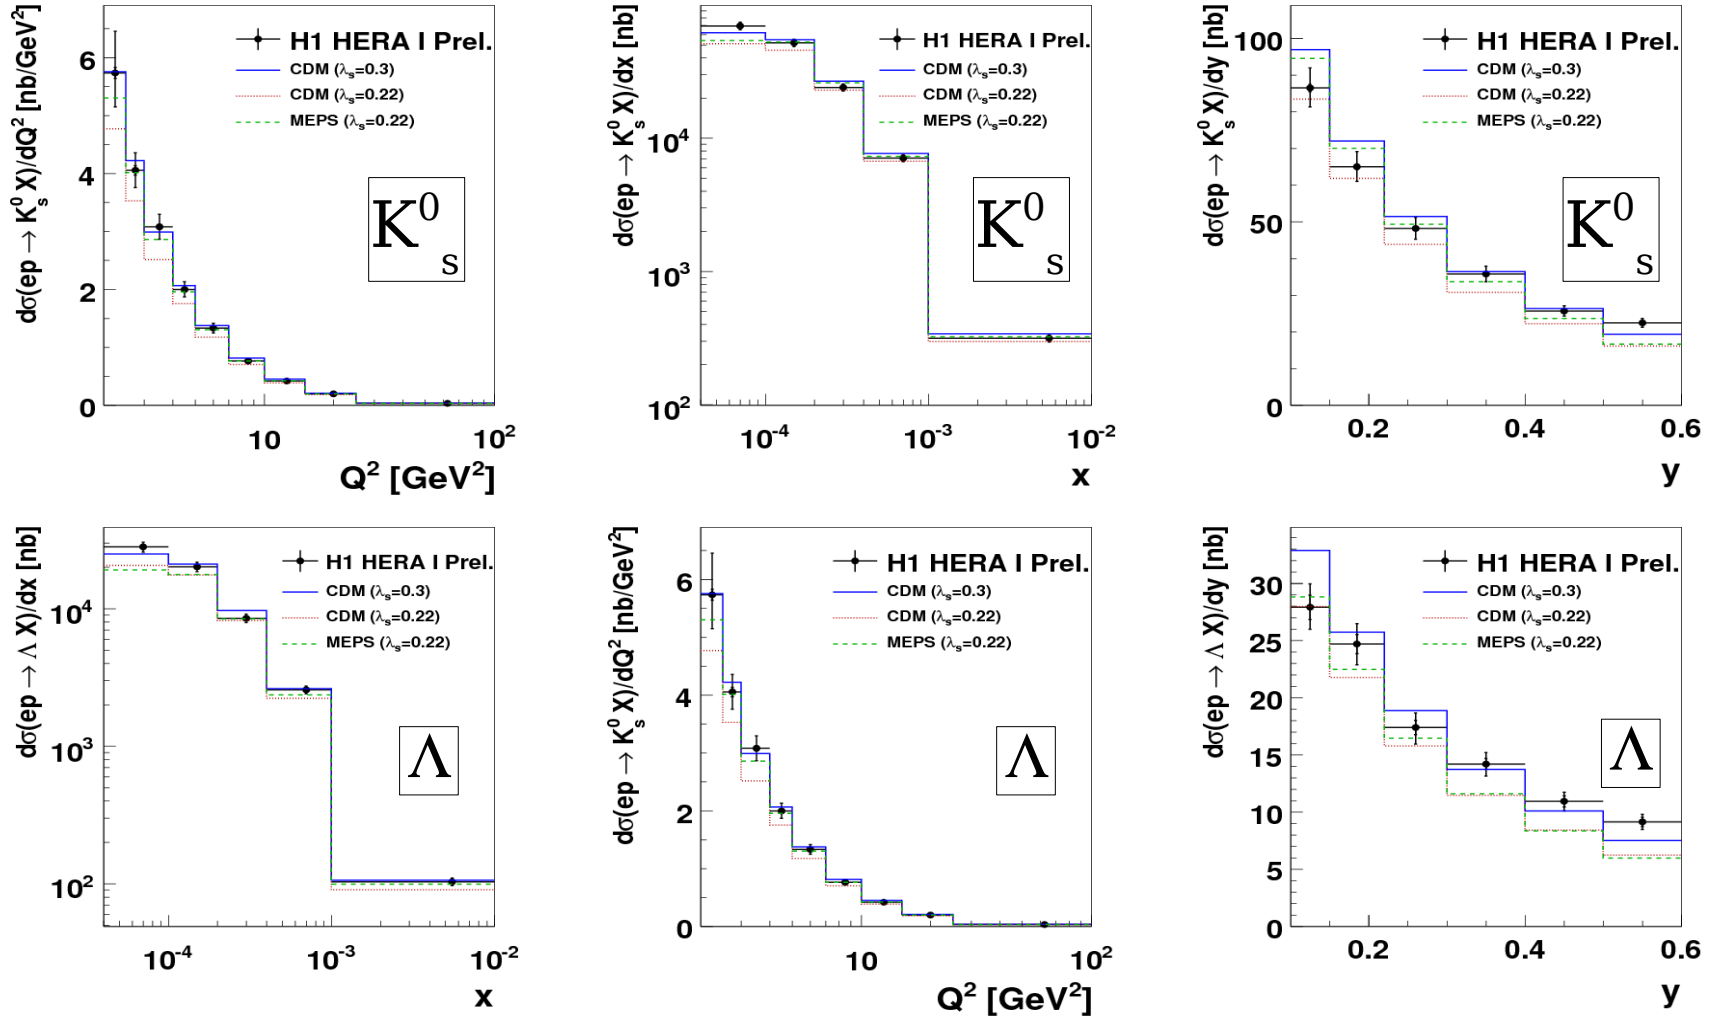 dσ(ep → K⁰ₛ X)/dQ² [nb/GeV²]
6
4
2
0
10
10²
Q² [GeV²]
H1 HERA I Prel.
CDM (λₛ=0.3)
CDM (λₛ=0.22)
MEPS (λₛ=0.22)
K⁰ₛ
dσ(ep → K⁰ₛ X)/dx [nb]
10⁴
10³
10²
10⁻⁴
10⁻³
10⁻²
x
H1 HERA I Prel.
CDM (λₛ=0.3)
CDM (λₛ=0.22)
MEPS (λₛ=0.22)
K⁰ₛ
dσ(ep → K⁰ₛ X)/dy [nb]
100
50
0
0.2
0.4
0.6
y
H1 HERA I Prel.
CDM (λₛ=0.3)
CDM (λₛ=0.22)
MEPS (λₛ=0.22)
K⁰ₛ
dσ(ep → Λ X)/dx [nb]
10⁴
10³
10²
10⁻⁴
10⁻³
10⁻²
x
H1 HERA I Prel.
CDM (λₛ=0.3)
CDM (λₛ=0.22)
MEPS (λₛ=0.22)
Λ
dσ(ep → K⁰ₛ X)/dQ² [nb/GeV²]
6
4
2
0
10
10²
Q² [GeV²]
H1 HERA I Prel.
CDM (λₛ=0.3)
CDM (λₛ=0.22)
MEPS (λₛ=0.22)
Λ
dσ(ep → Λ X)/dy [nb]
30
25
20
15
10
5
0
0.2
0.4
0.6
y
H1 HERA I Prel.
CDM (λₛ=0.3)
CDM (λₛ=0.22)
MEPS (λₛ=0.22)
Λ